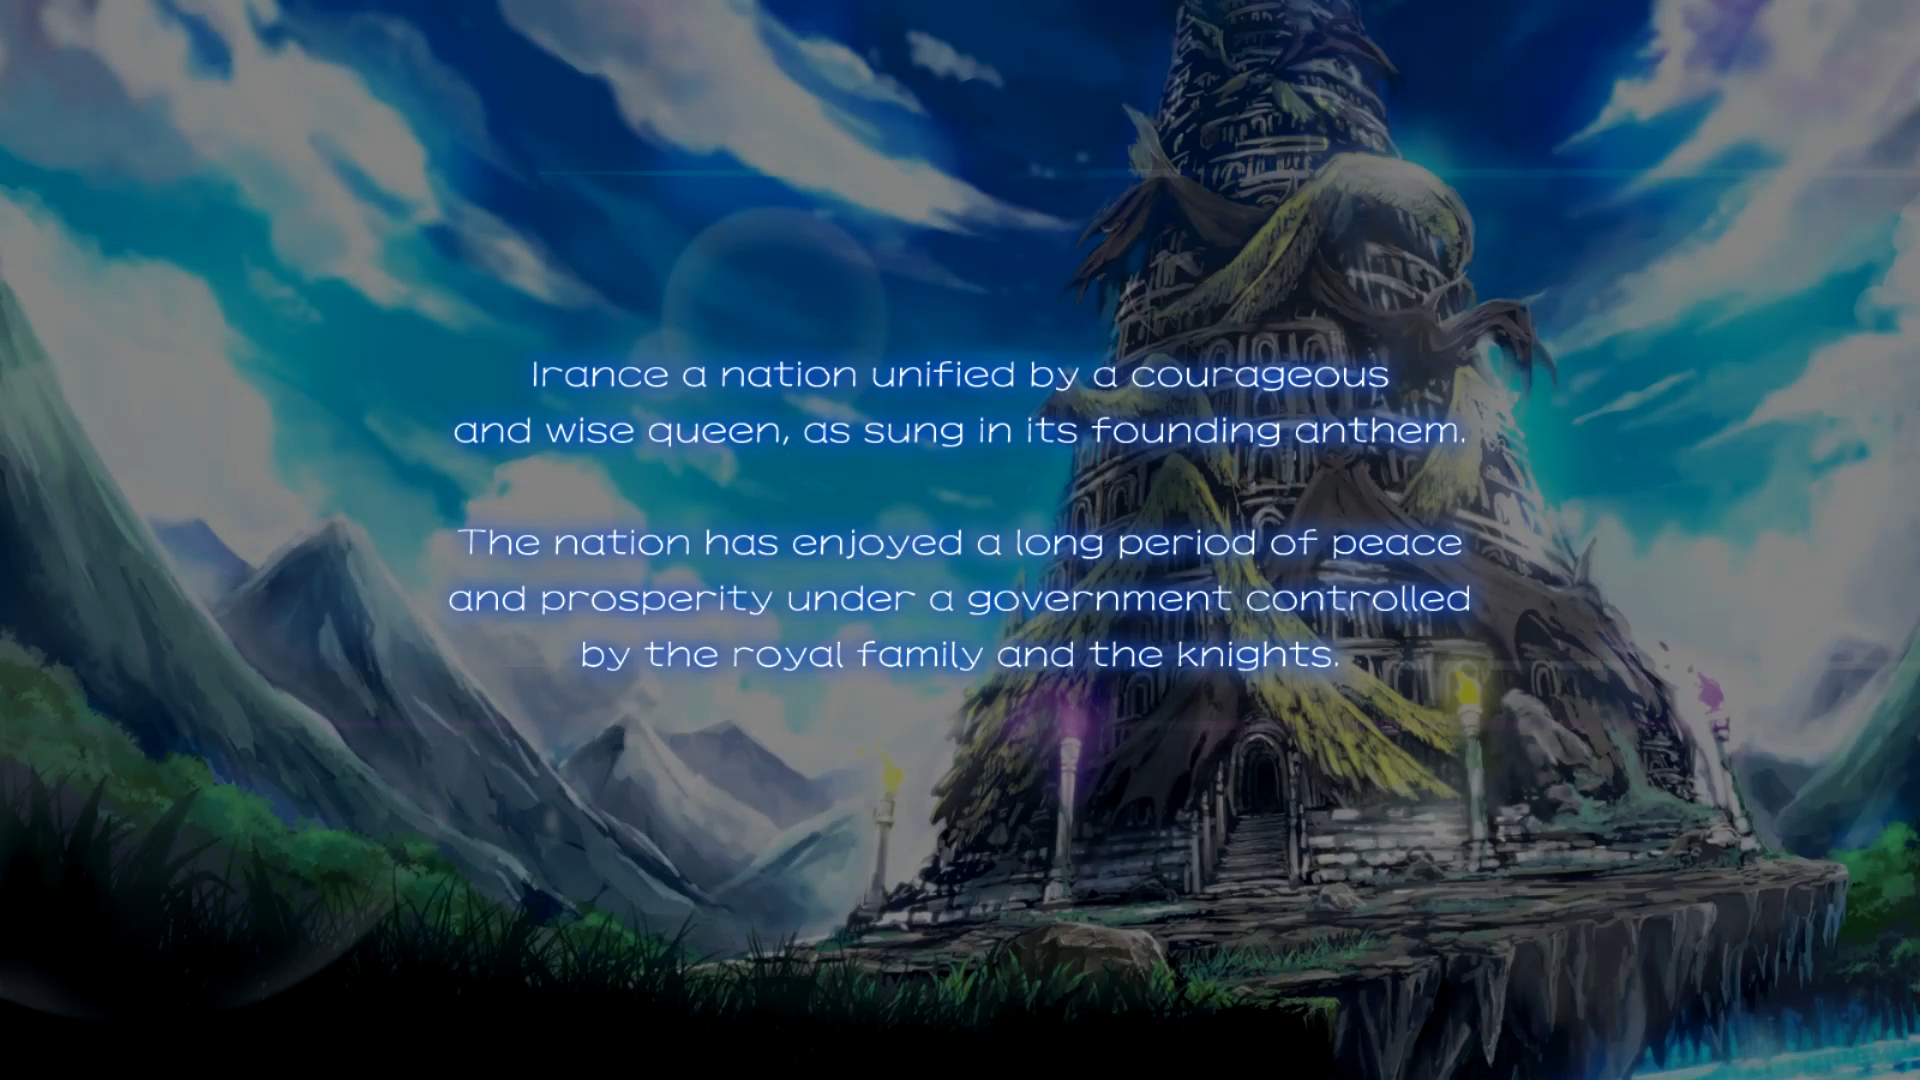 Irance a nation unified by a courageous
and wise queen, as sung in its founding anthem.
The nation has enjoyed a long period of peace
and prosperity under a government controlled
by the royal family and the knights.